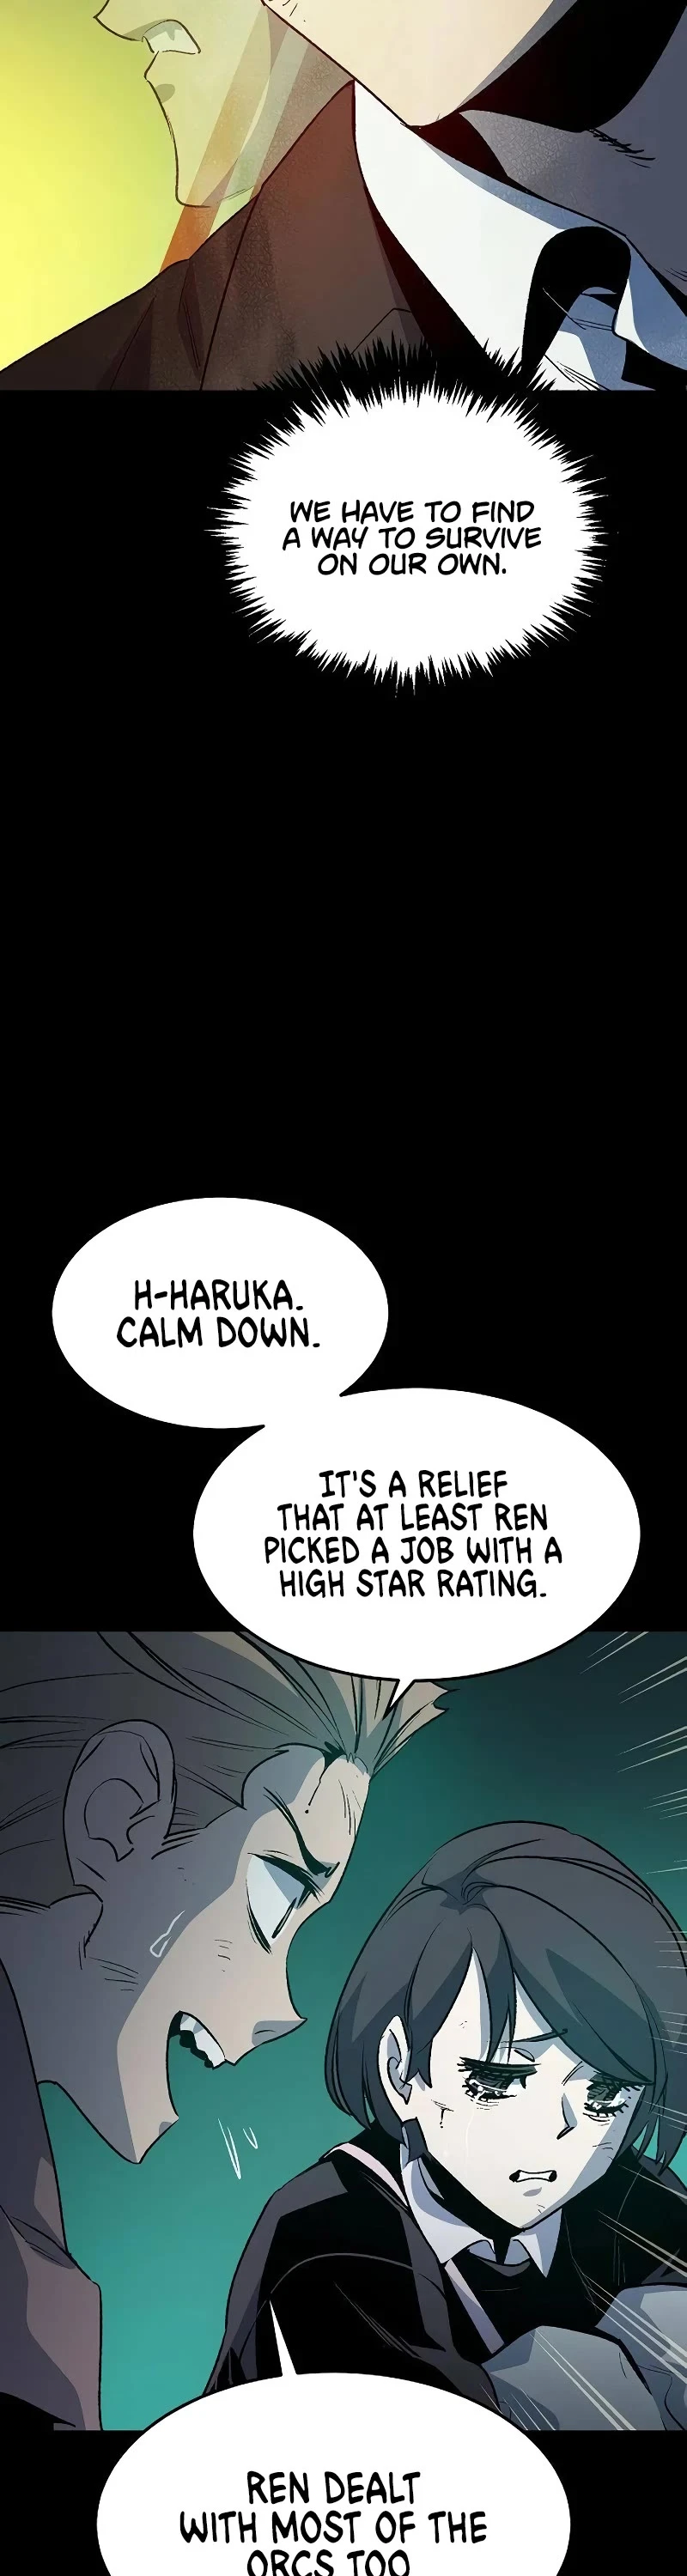 WE HAVE TO FIND
A WAY TO SURVIVE
ON OUR OWN.
H-HARUKA.
CALM DOWN.
IT'S A RELIEF
THAT AT LEAST REN
PICKED A JOB WITH A
HIGH STAR RATING.
REN DEALT
WITH MOST OF THE
ORCS TOO